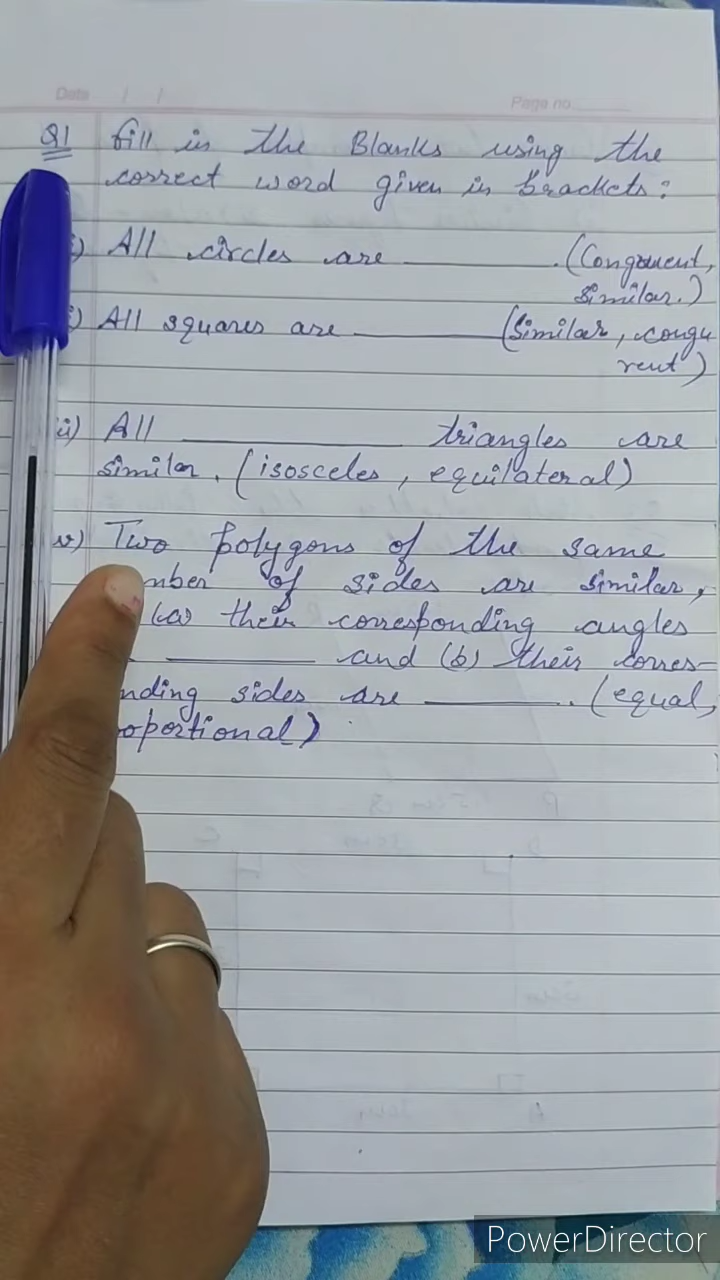 Date / /
Page no.
Q1 fill in the Blanks using the
correct word given in brackets:
i) All circles are ________. (Congruent,
similar.)
i) All squares are ________ (similar, congu
rent)
ii) All ________ triangles are
similar. (isosceles, equilateral)
v) Two polygons of the same
mber of sides are similar,
(a) their corresponding angles
________ and (b) their corres-
nding sides are ________. (equal,
oportional)
PowerDirector